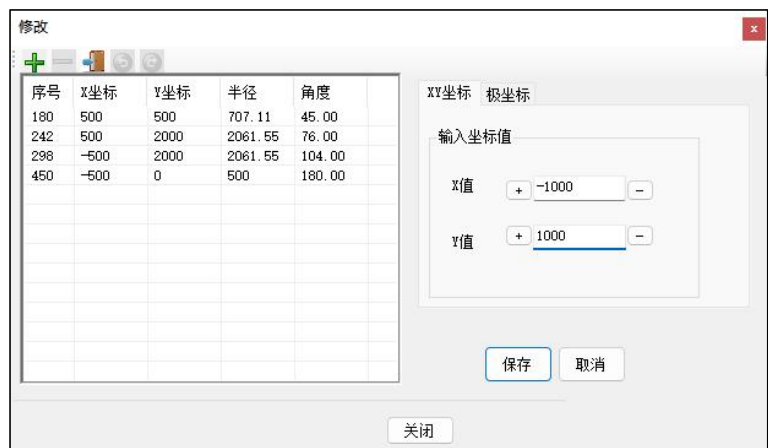 修改
x
序号 X坐标 Y坐标 半径 角度
180 500 500 707.11 45.00
242 500 2000 2061.55 76.00
298 -500 2000 2061.55 104.00
450 -500 0 500 180.00
XY坐标 极坐标
输入坐标值
X值 + -1000 -
Y值 + 1000 -
保存 取消
关闭